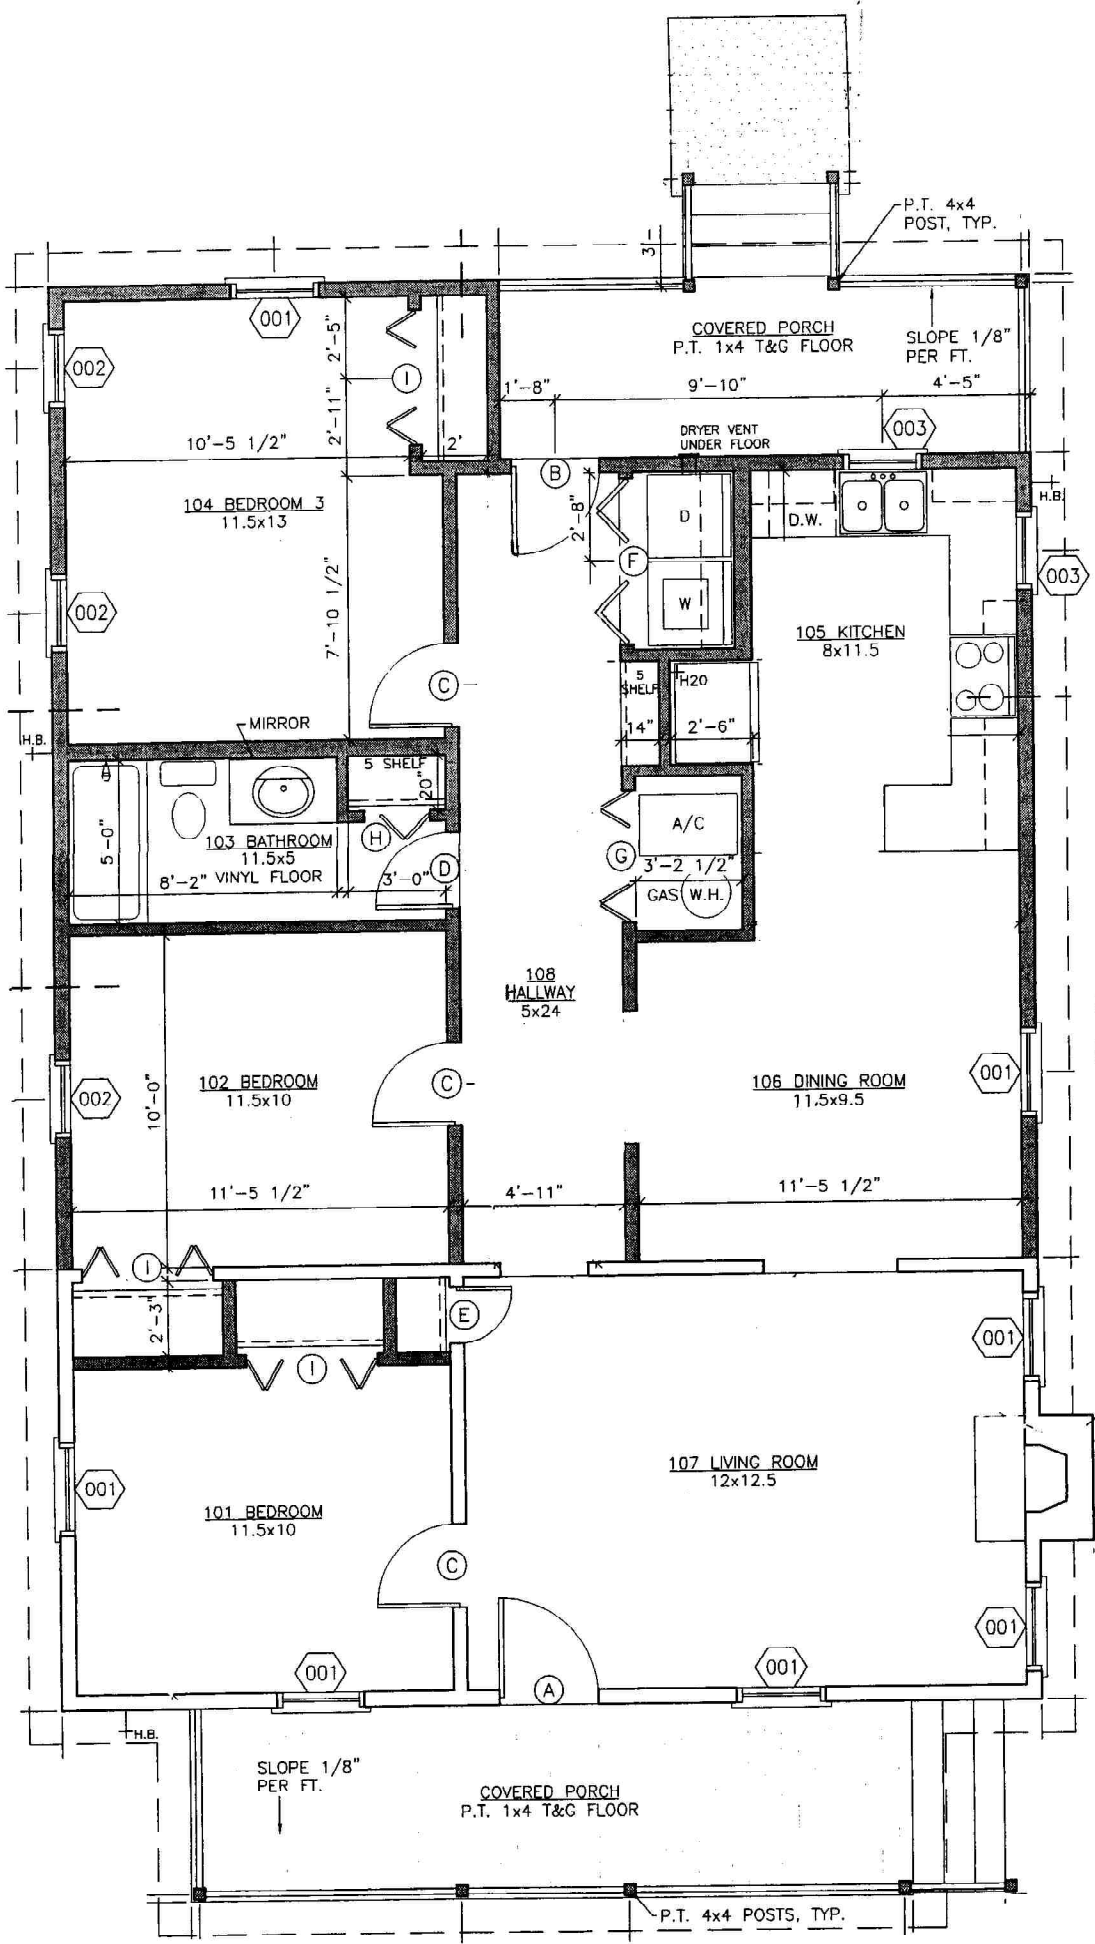 P.T. 4x4
POST, TYP.
3-
001
COVERED PORCH
P.T. 1x4 T&G FLOOR
SLOPE 1/8"
PER FT.
002
2'-5"
I
1'-8"
9'-10"
4'-5"
2'-11"
10'-5 1/2"
2'
DRYER VENT
UNDER FLOOR
003
B
H.B.
104 BEDROOM 3
11.5x13
2'-8"
D
D.W.
F
003
002
7'-10 1/2"
W
105 KITCHEN
8x11.5
C
5
SHELF
H20
14"
2'-6"
H.B.
MIRROR
5 SHELF
20"
A/C
H
103 BATHROOM
11.5x5
VINYL FLOOR
5'-0"
8'-2"
3'-0"
D
G
3'-2 1/2"
GAS W.H.
108
HALLWAY
5x24
102 BEDROOM
11.5x10
002
10'-0"
C
106 DINING ROOM
11.5x9.5
001
11'-5 1/2"
4'-11"
11'-5 1/2"
I
2'-3"
E
001
I
107 LIVING ROOM
12x12.5
001
101 BEDROOM
11.5x10
C
001
001
A
001
H.B.
SLOPE 1/8"
PER FT.
COVERED PORCH
P.T. 1x4 T&G FLOOR
P.T. 4x4 POSTS, TYP.